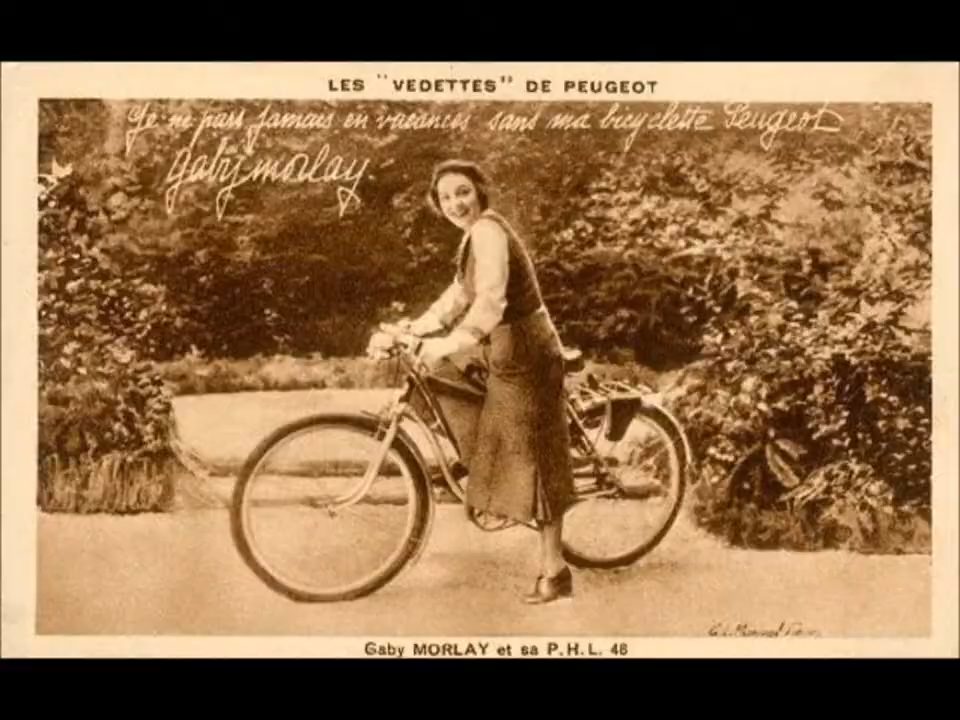 LES "VEDETTES" DE PEUGEOT
Je ne pars jamais en vacances sans ma bicyclette Peugeot
Gaby Morlay.
Gaby MORLAY et sa P.H.L. 48